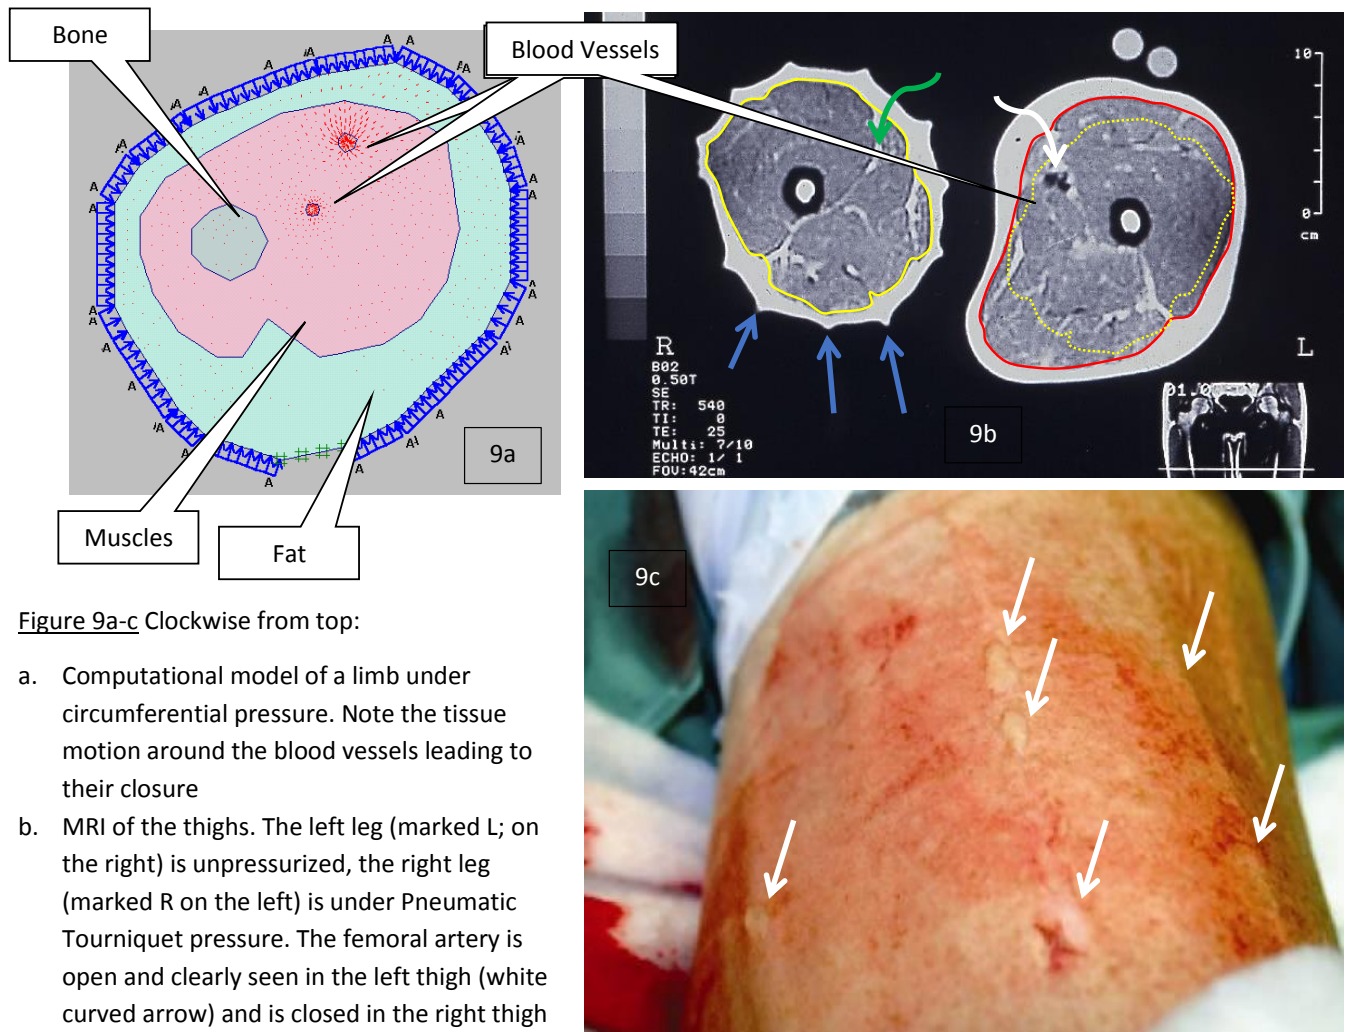 Bone
Blood Vessels
9a
Muscles
Fat
10
0
cm
R
B02
0.50T
SE
TR: 540
TI: 0
TE: 25
Multi: 7/10
ECHO: 1/ 1
FOV:42cm
9b
L
9c
Figure 9a-c Clockwise from top:
a. Computational model of a limb under
circumferential pressure. Note the tissue
motion around the blood vessels leading to
their closure
b. MRI of the thighs. The left leg (marked L; on
the right) is unpressurized, the right leg
(marked R on the left) is under Pneumatic
Tourniquet pressure. The femoral artery is
open and clearly seen in the left thigh (white
curved arrow) and is closed in the right thigh